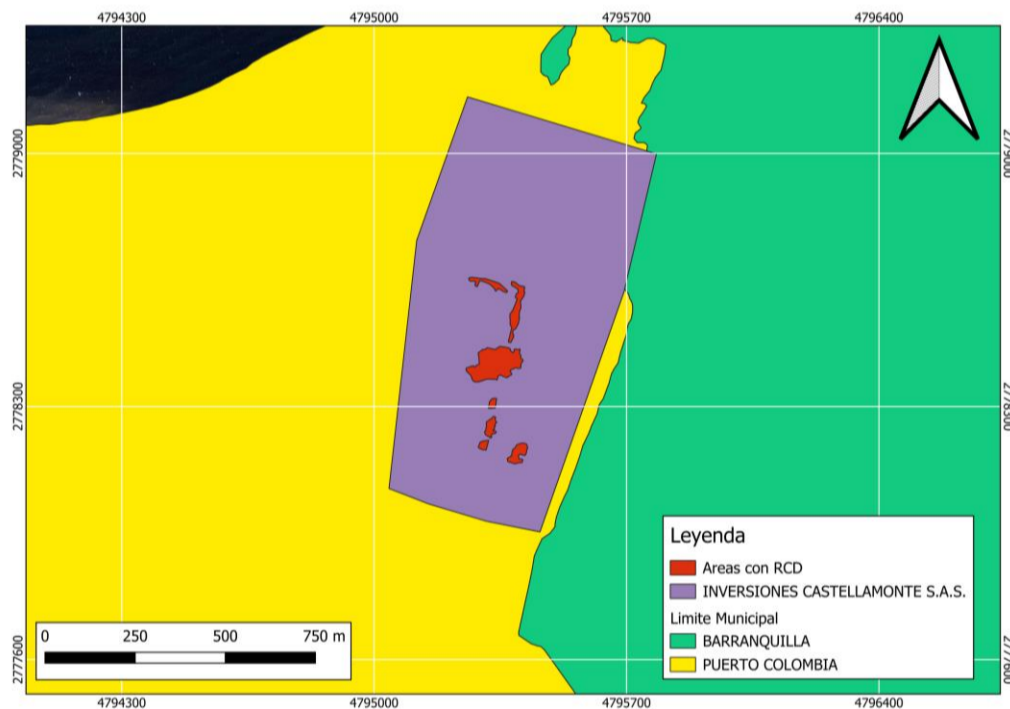 4794300 4795000 4795700 4796400
2779000 2779000
2778300 2778300
2777600 2777600
Leyenda
Areas con RCD
INVERSIONES CASTELLAMONTE S.A.S.
Limite Municipal
BARRANQUILLA
PUERTO COLOMBIA
0 250 500 750 m
4794300 4795000 4795700 4796400